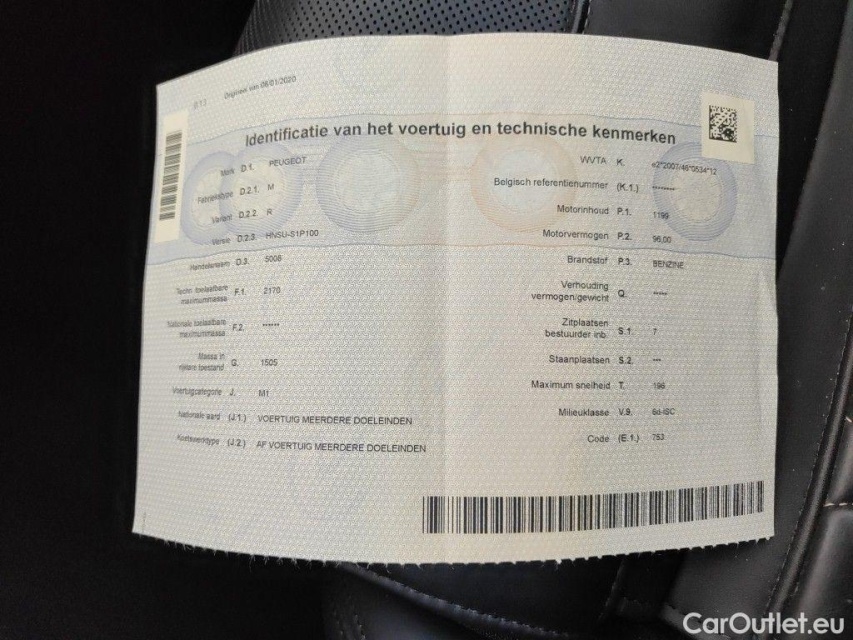 813 Origineel van 06/01/2020
Identificatie van het voertuig en technische kenmerken
Merk D.1. PEUGEOT
Fabriekstype D.2.1. M
Variant D.2.2. R
Versie D.2.3. HNSU-S1P100
Handelsnaam D.3. 5008
Techn. toelaatbare
maximummassa F.1. 2170
Nationale toelaatbare
maximummassa F.2. ------
Massa in
rijklare toestand G. 1505
Voertuigcategorie J. M1
Nationale aard (J.1.) VOERTUIG MEERDERE DOELEINDEN
Koetswerktype (J.2.) AF VOERTUIG MEERDERE DOELEINDEN
WVTA K. e2*2007/46*0534*12
Belgisch referentienummer (K.1.) --------
Motorinhoud P.1. 1199
Motorvermogen P.2. 96,00
Brandstof P.3. BENZINE
Verhouding
vermogen/gewicht Q. -----
Zitplaatsen
bestuurder inb. S.1. 7
Staanplaatsen S.2. ---
Maximum snelheid T. 196
Milieuklasse V.9. 6d-ISC
Code (E.1.) 753
CarOutlet.eu